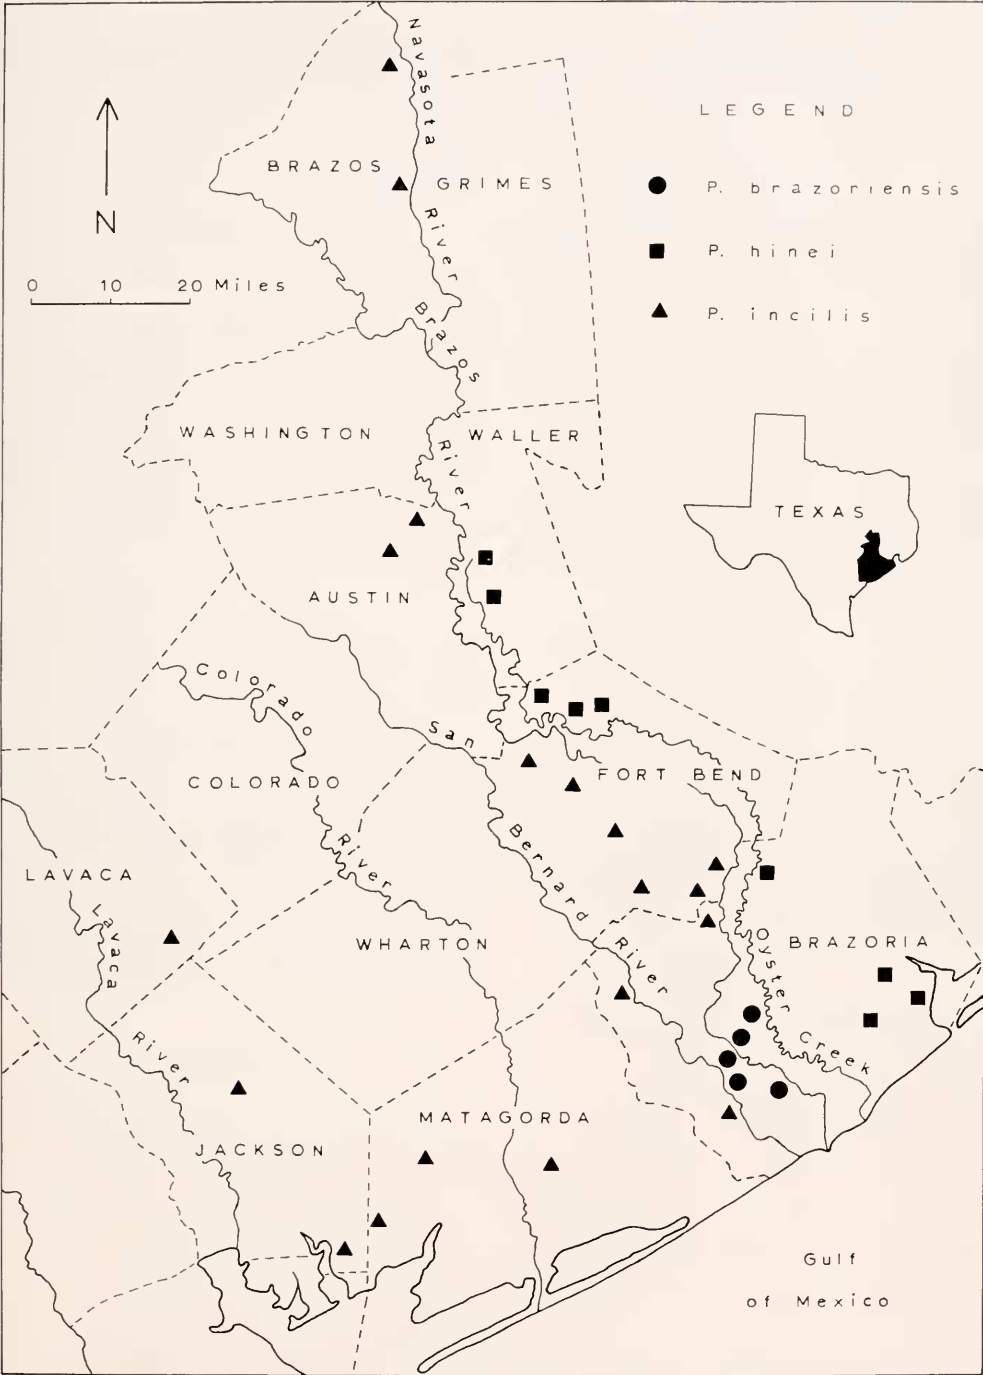 Navasota
River
BRAZOS
GRIMES
N
0 10 20 Miles
LEGEND
P. brazoriensis
P. hinei
P. incilis
Brazos
River
WASHINGTON
WALLER
TEXAS
AUSTIN
Colorado
San
COLORADO
FORT BEND
River
Bernard
LAVACA
Lavaca
WHARTON
River
Oyster
BRAZORIA
Creek
River
MATAGORDA
JACKSON
Gulf
of Mexico